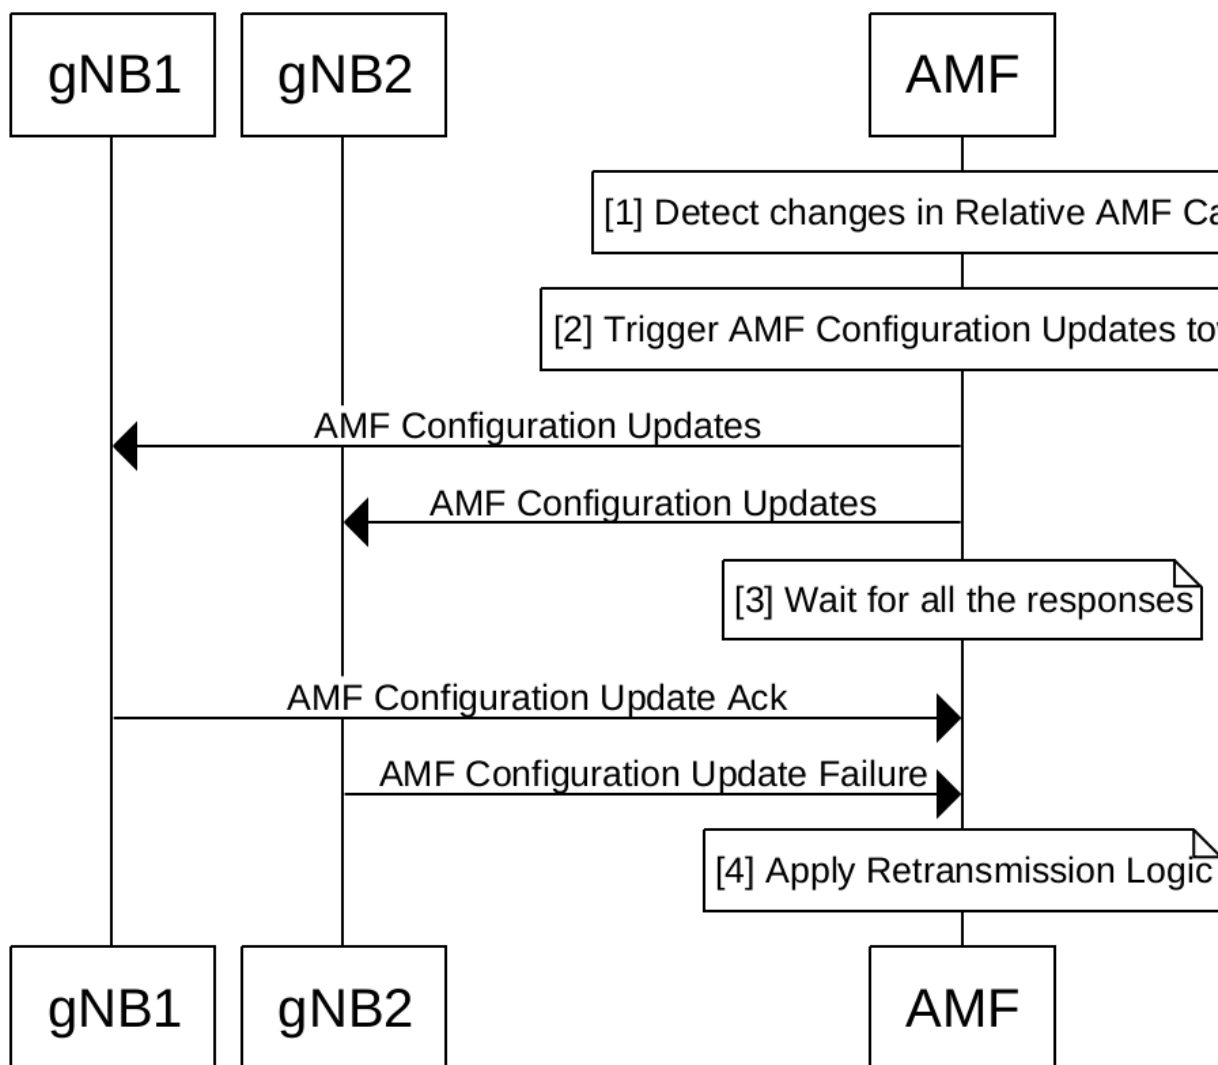 gNB1 gNB2 AMF
[1] Detect changes in Relative AMF
[2] Trigger AMF Configuration Updates
AMF Configuration Updates
AMF Configuration Updates
[3] Wait for all the responses
AMF Configuration Update Ack
AMF Configuration Update Failure
[4] Apply Retransmission Logic
gNB1 gNB2 AMF